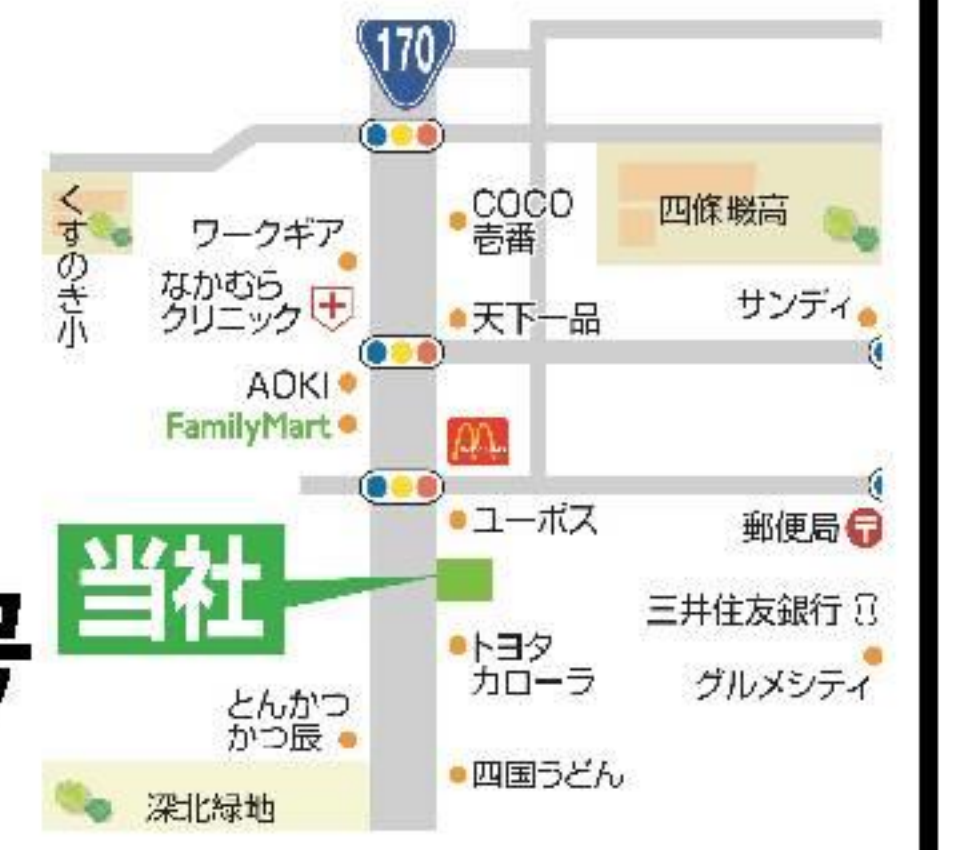 170
くすのき小
ワークギア
なかむら
クリニック
COCO
壱番
四條畷高
天下一品
サンディ
AOKI
FamilyMart
ユーポス
郵便局
当社
三井住友銀行
トヨタ
カローラ
グルメシティ
とんかつ
かつ辰
四国うどん
深北緑地